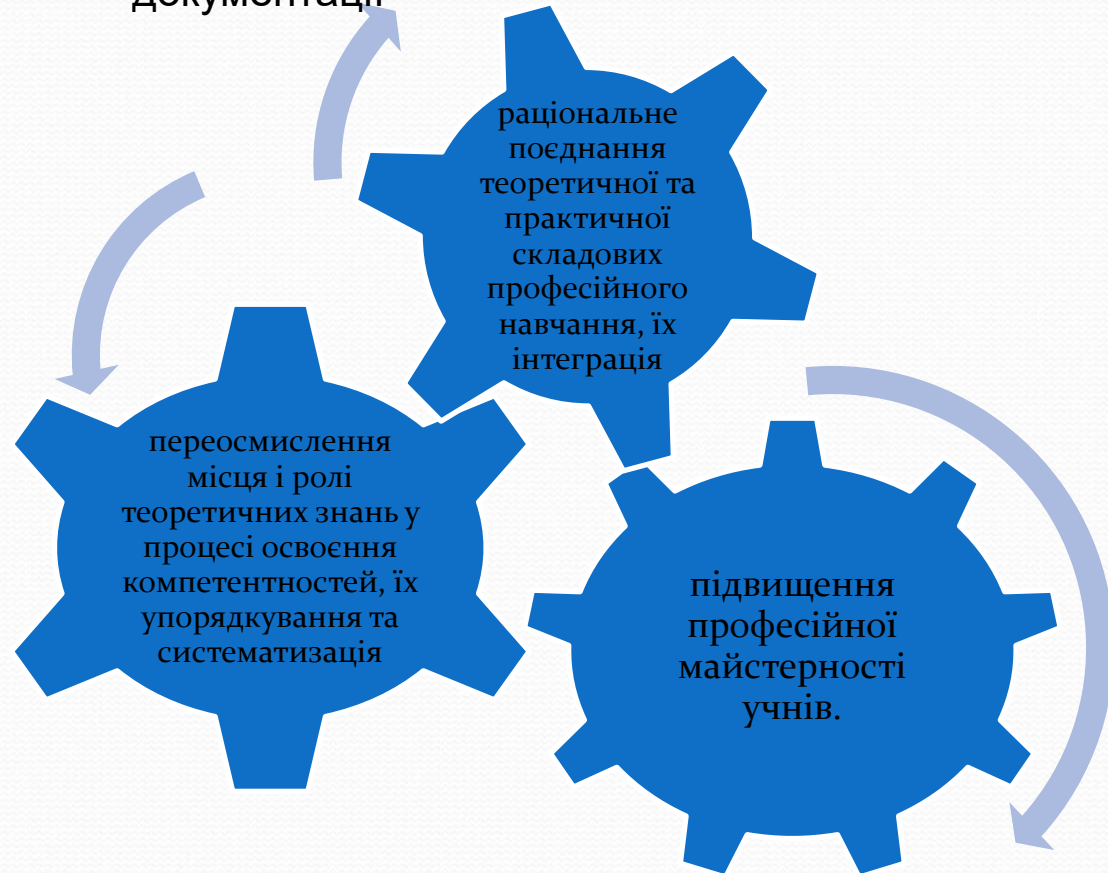 документації
раціональне
поєднання
теоретичної та
практичної
складових
професійного
навчання, їх
інтеграція
переосмислення
місця і ролі
теоретичних знань у
процесі освоєння
компетентностей, їх
упорядкування та
систематизація
підвищення
професійної
майстерності
учнів.